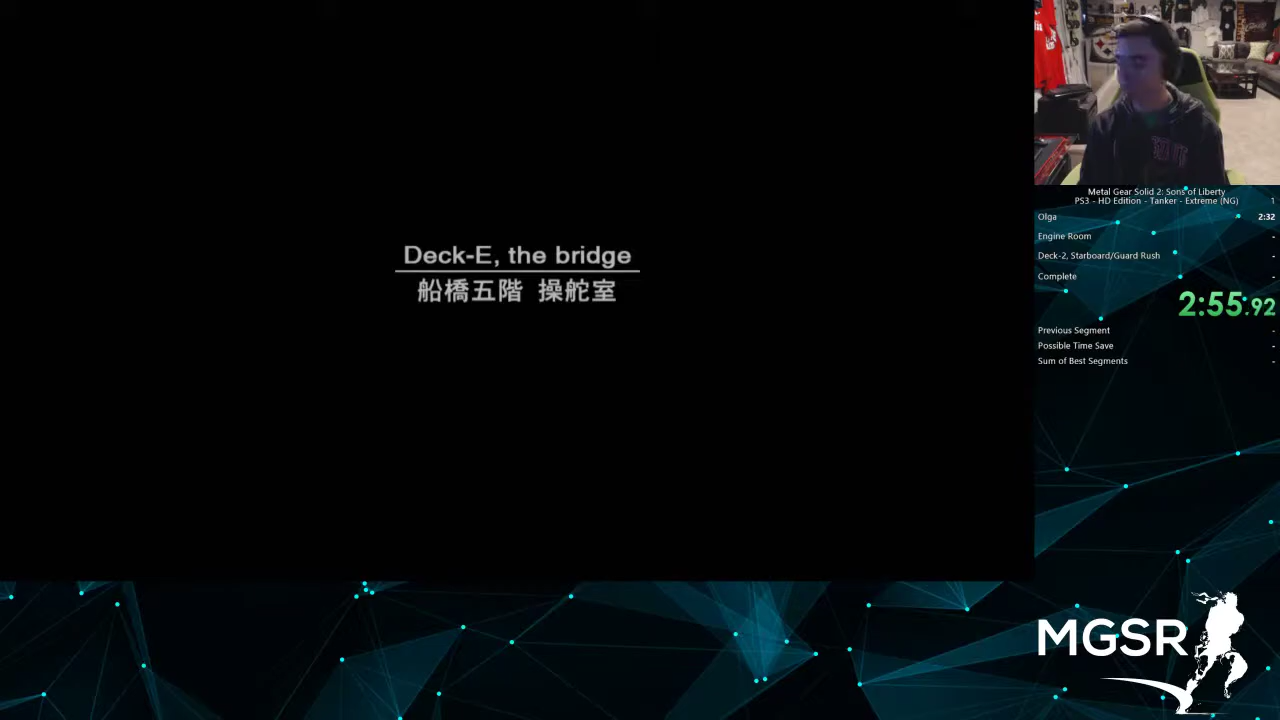 Deck-E, the bridge
船橋五階 操舵室
Metal Gear Solid 2: Sons of Liberty
PS3 - HD Edition - Tanker - Extreme (NG) 1
Olga 2:32
Engine Room -
Deck-2, Starboard/Guard Rush -
Complete -
2:55.92
Previous Segment -
Possible Time Save -
Sum of Best Segments -
MGSR